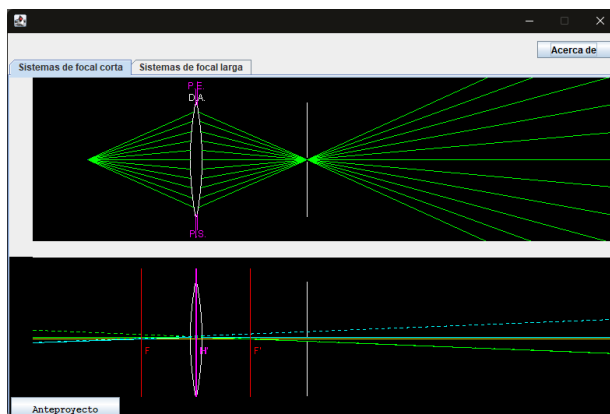 Acerca de
Sistemas de focal corta Sistemas de focal larga
P.E.
D.A.
P.S.
F H' F'
Anteproyecto